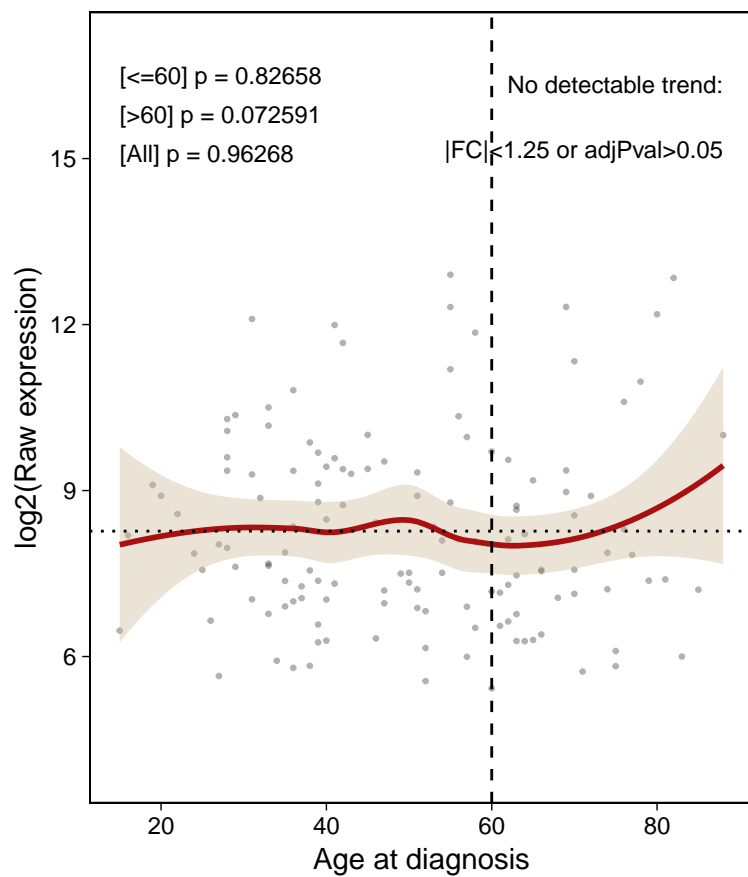 [<=60] p = 0.82658
[>60] p = 0.072591
[All] p = 0.96268
No detectable trend:
|FC|<1.25 or adjPval>0.05
log2(Raw expression)
15
12
9
6
20
40
60
80
Age at diagnosis